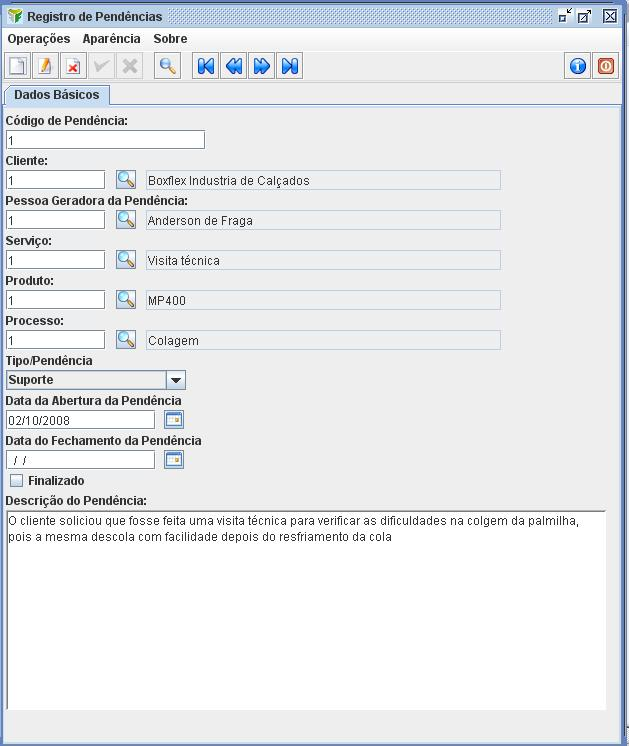 Registro de Pendências
Operações Aparência Sobre
Dados Básicos
Código de Pendência:
1
Cliente:
1 Boxflex Industria de Calçados
Pessoa Geradora da Pendência:
1 Anderson de Fraga
Serviço:
1 Visita técnica
Produto:
1 MP400
Processo:
1 Colagem
Tipo/Pendência
Suporte
Data da Abertura da Pendência
02/10/2008
Data do Fechamento da Pendência
/ /
Finalizado
Descrição do Pendência:
O cliente soliciou que fosse feita uma visita técnica para verificar as dificuldades na colgem da palmilha,
pois a mesma descola com facilidade depois do resfriamento da cola